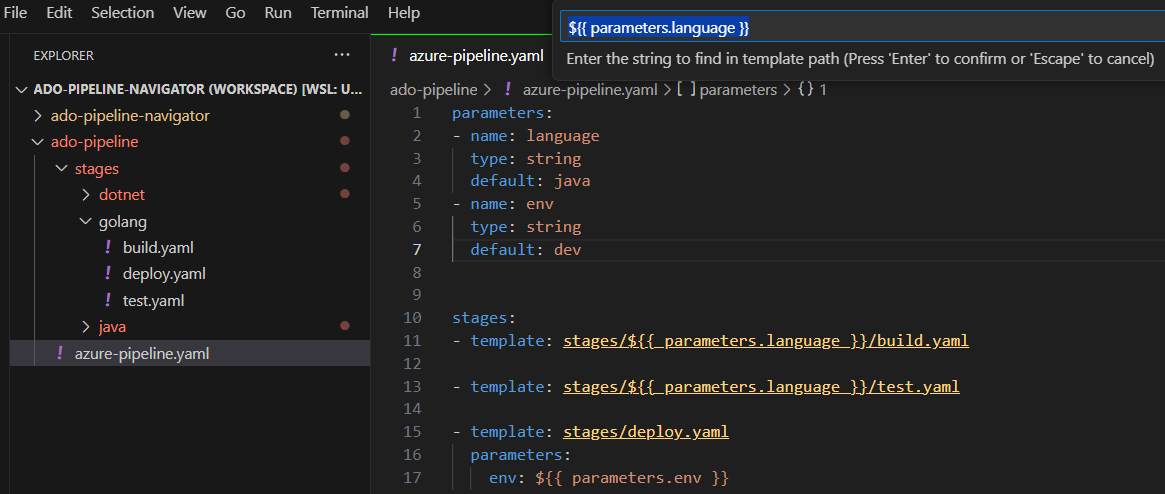 File Edit Selection View Go Run Terminal Help
${{ parameters.language }}
Enter the string to find in template path (Press 'Enter' to confirm or 'Escape' to cancel)
EXPLORER ...
ADO-PIPELINE-NAVIGATOR (WORKSPACE) [WSL: U...
ado-pipeline-navigator
ado-pipeline
stages
dotnet
golang
! build.yaml
! deploy.yaml
! test.yaml
java
! azure-pipeline.yaml
! azure-pipeline.yaml
ado-pipeline > ! azure-pipeline.yaml > [ ] parameters > {} 1
1 parameters:
2 - name: language
3 type: string
4 default: java
5 - name: env
6 type: string
7 default: dev
8
9
10 stages:
11 - template: stages/${{ parameters.language }}/build.yaml
12
13 - template: stages/${{ parameters.language }}/test.yaml
14
15 - template: stages/deploy.yaml
16 parameters:
17 env: ${{ parameters.env }}